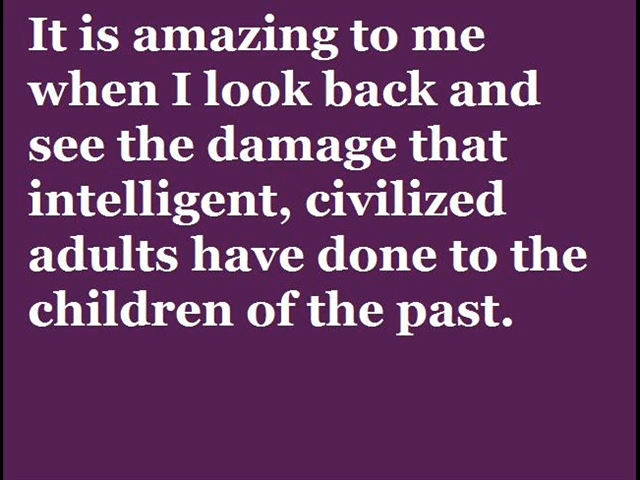 It is amazing to me
when I look back and
see the damage that
intelligent, civilized
adults have done to the
children of the past.